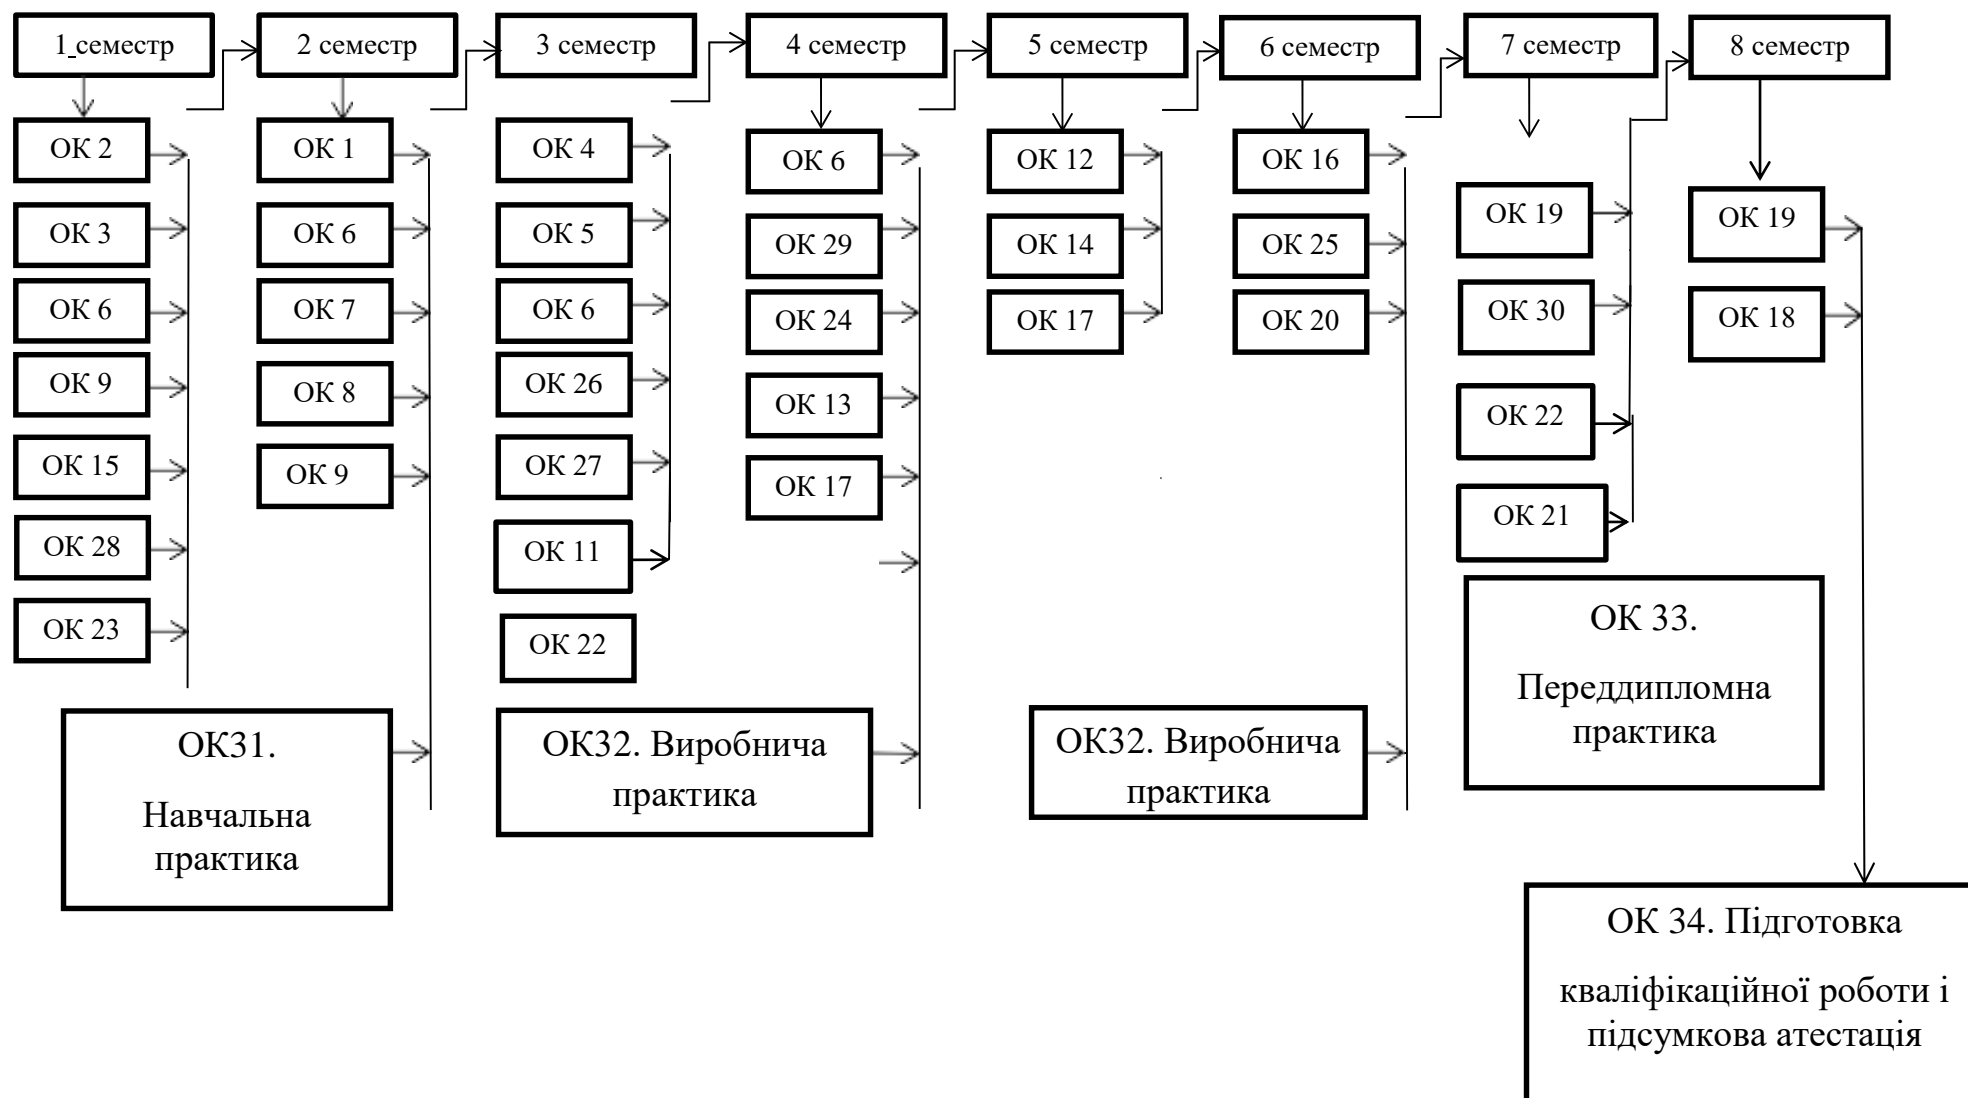 1 семестр
2 семестр
3 семестр
4 семестр
5 семестр
6 семестр
7 семестр
8 семестр
ОК 2
ОК 3
ОК 6
ОК 9
ОК 15
ОК 28
ОК 23
ОК 1
ОК 6
ОК 7
ОК 8
ОК 9
ОК31.
Навчальна
практика
ОК 4
ОК 5
ОК 6
ОК 26
ОК 27
ОК 11
ОК 22
ОК 6
ОК 29
ОК 24
ОК 13
ОК 17
ОК32. Виробнича
практика
ОК 12
ОК 14
ОК 17
ОК 16
ОК 25
ОК 20
ОК32. Виробнича
практика
ОК 19
ОК 30
ОК 22
ОК 21
ОК 33.
Переддипломна
практика
ОК 19
ОК 18
ОК 34. Підготовка
кваліфікаційної роботи і
підсумкова атестація